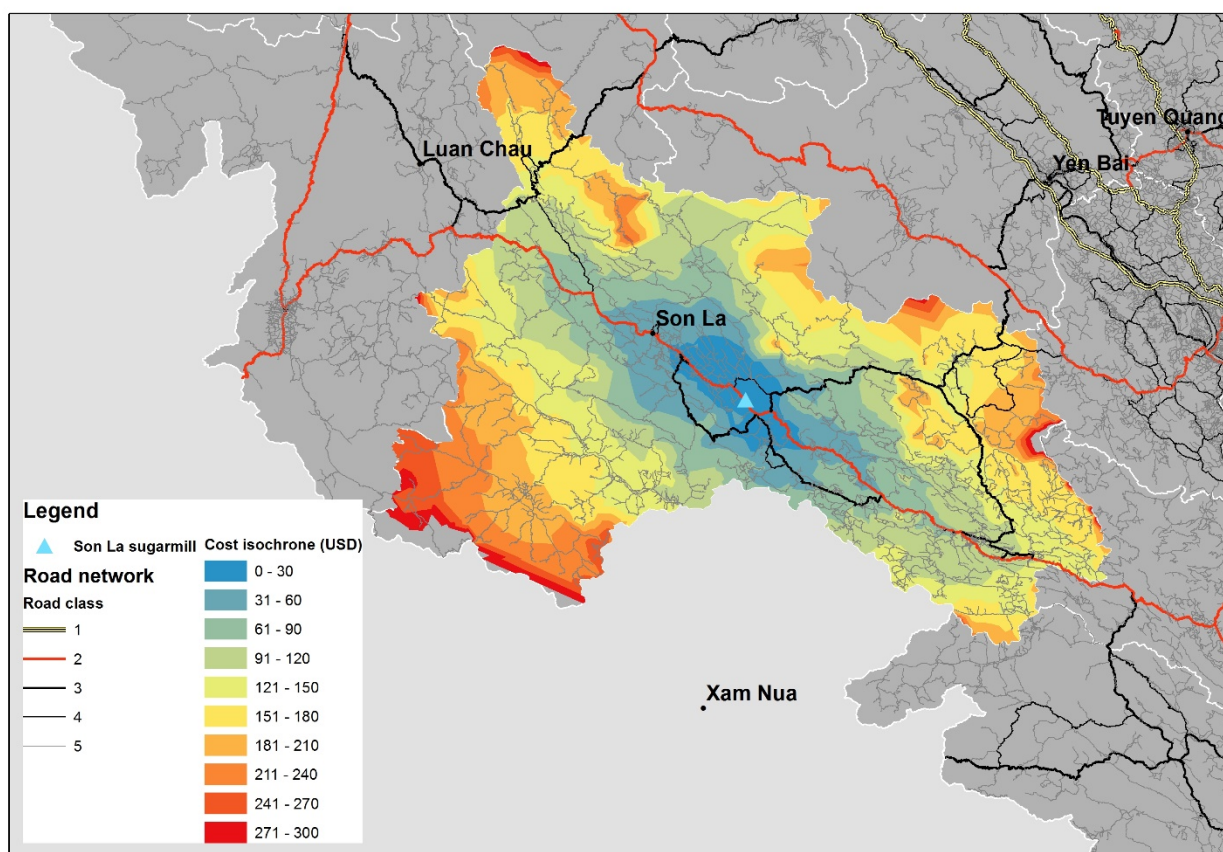 Tuyen Quang
Luan Chau
Yen Bai
Son La
Xam Nua
Legend
Son La sugarmill
Road network
Road class
1
2
3
4
5
Cost isochrone (USD)
0 - 30
31 - 60
61 - 90
91 - 120
121 - 150
151 - 180
181 - 210
211 - 240
241 - 270
271 - 300